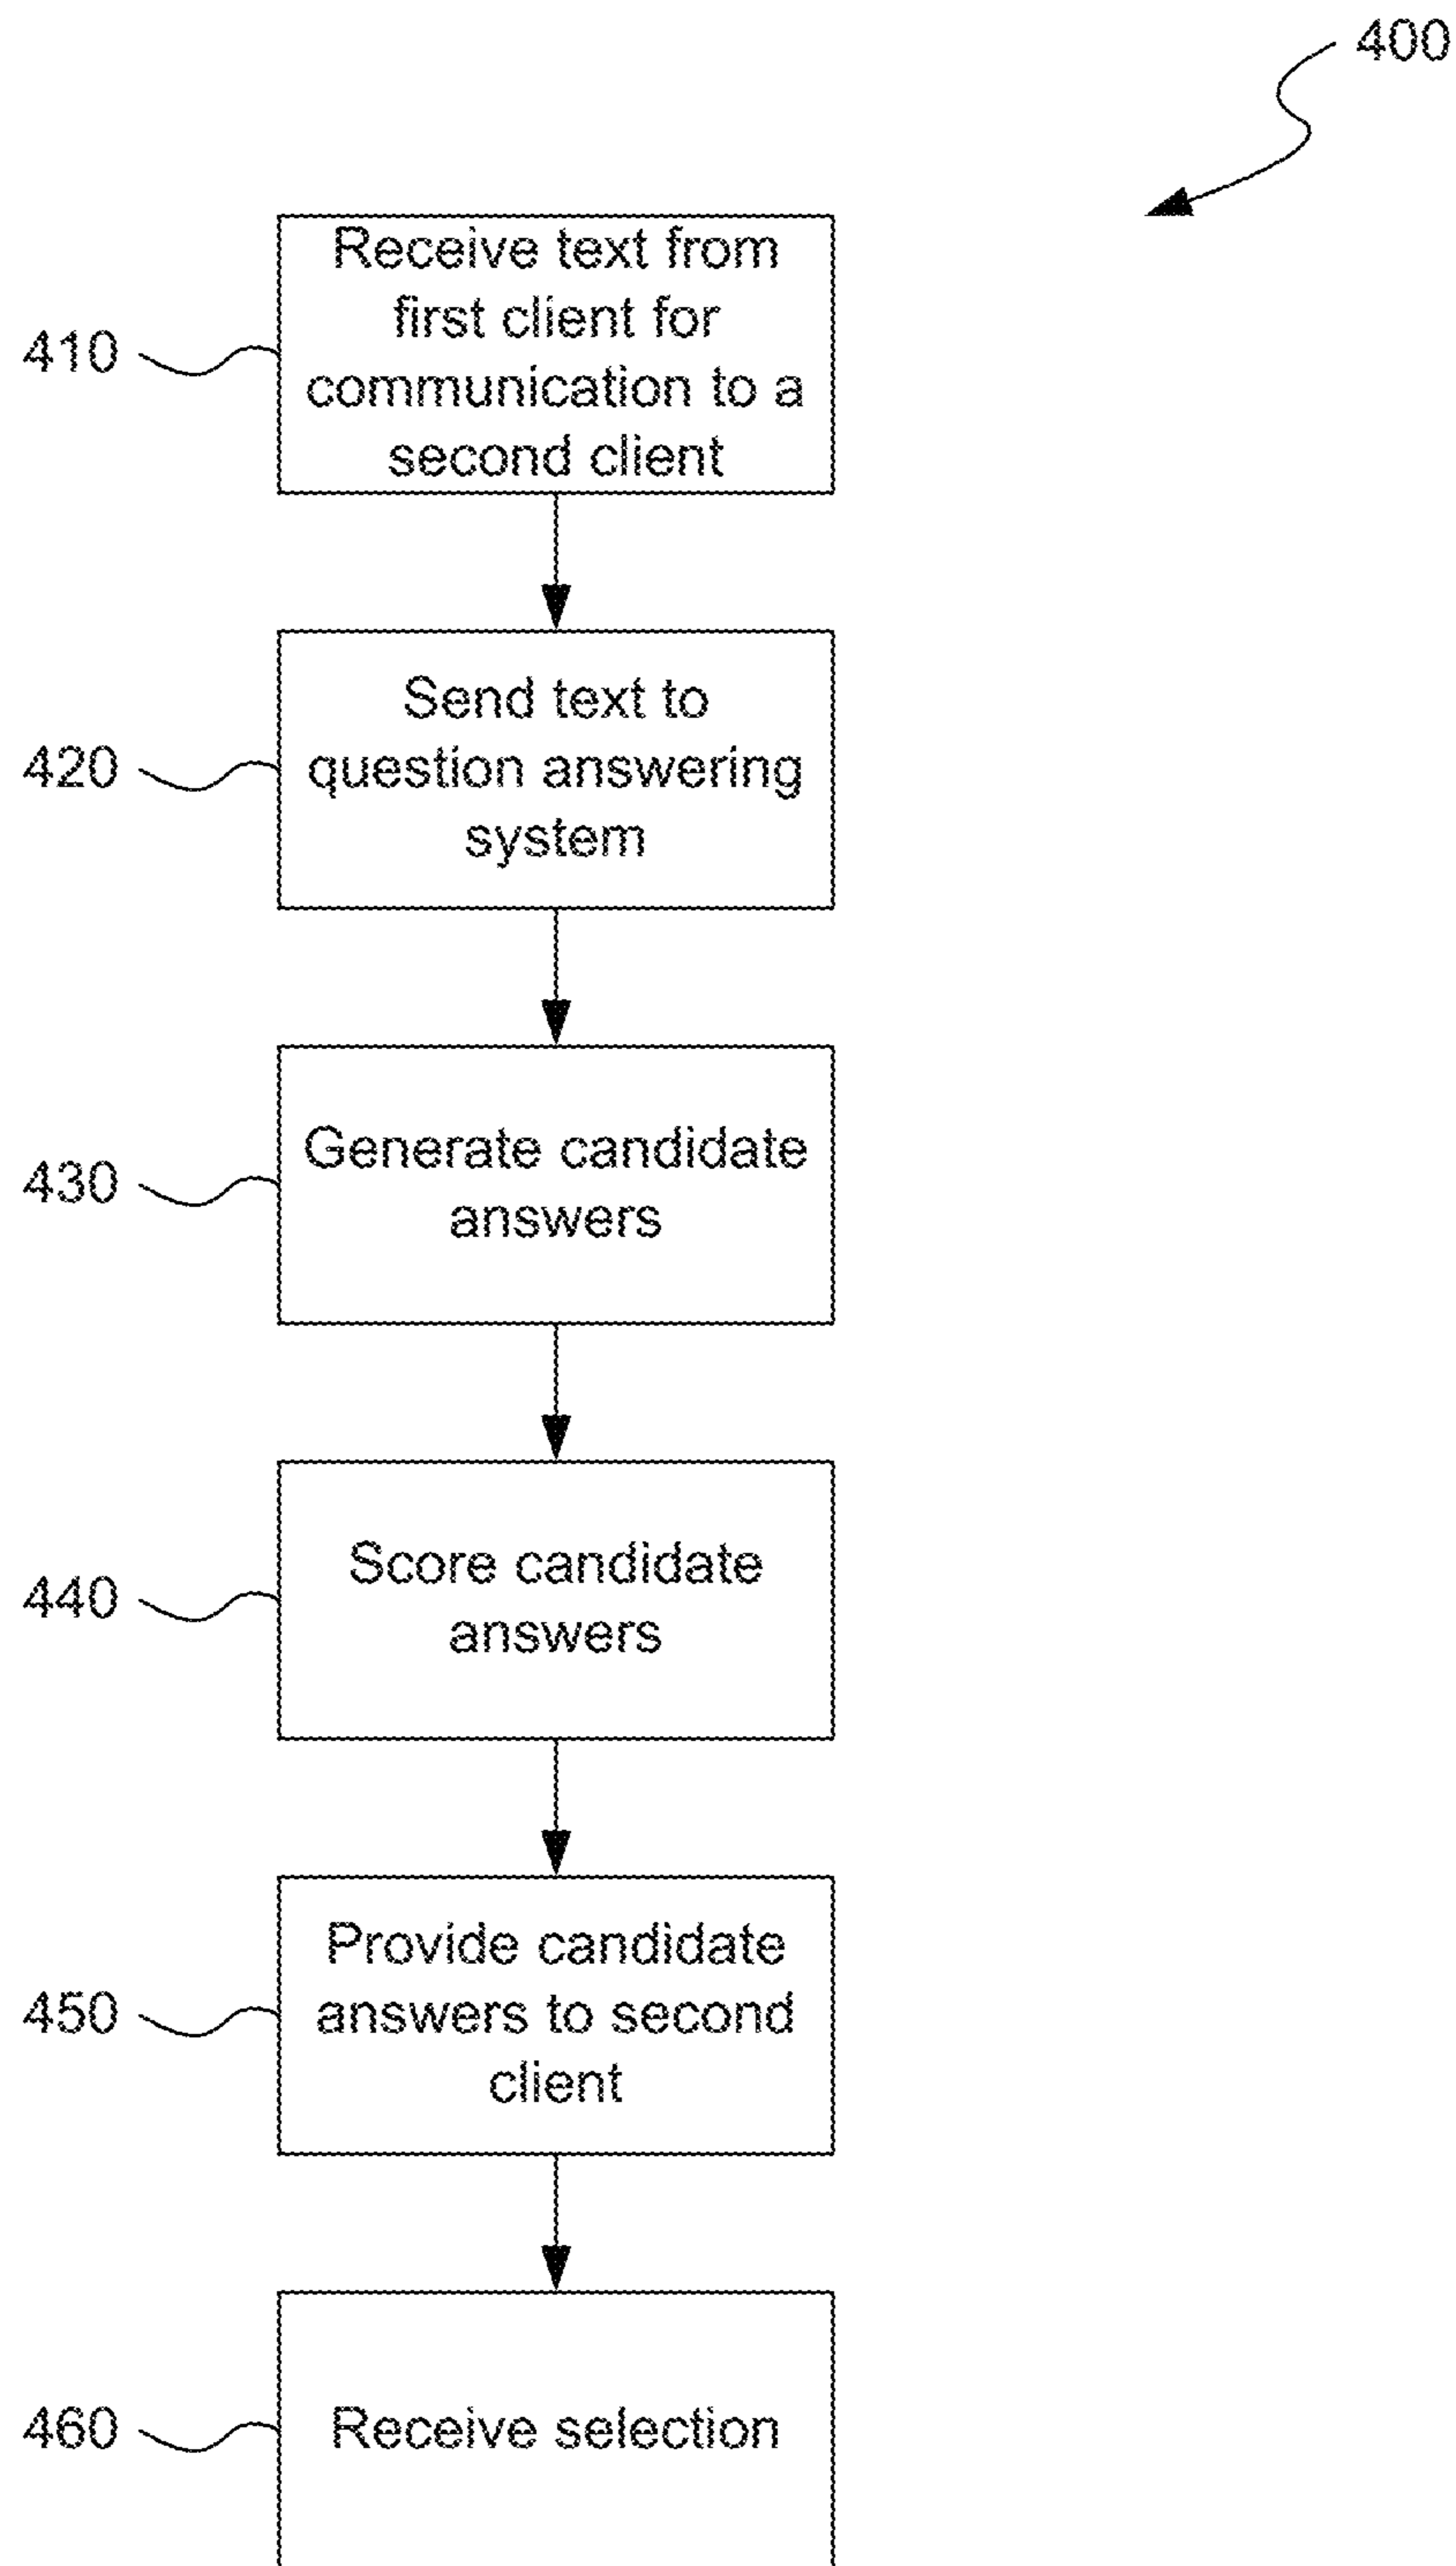 400
410
Receive text from
first client for
communication to a
second client
420
Send text to
question answering
system
430
Generate candidate
answers
440
Score candidate
answers
450
Provide candidate
answers to second
client
460
Receive selection